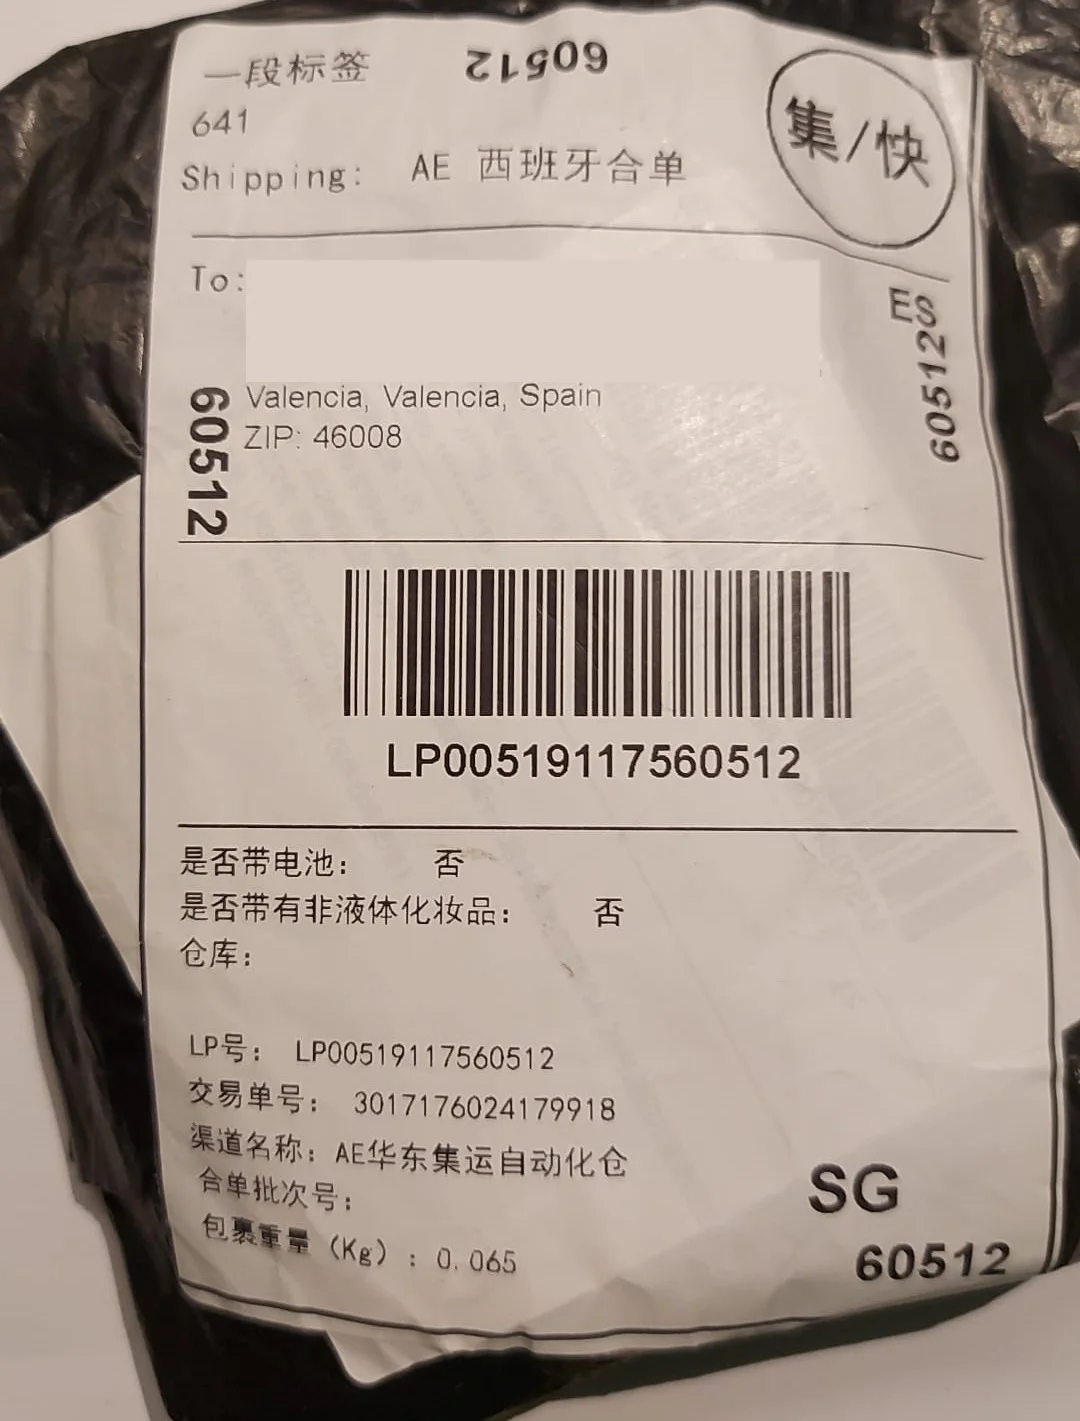 一段标签
60512
集/快
641
Shipping: AE 西班牙合单
To:
ES
60512
60512
Valencia, Valencia, Spain
ZIP: 46008
LP00519117560512
是否带电池： 否
是否带有非液体化妆品： 否
仓库：
LP号： LP00519117560512
交易单号： 3017176024179918
渠道名称：AE华东集运自动化仓
合单批次号：
包裹重量（Kg）：0.065
SG
60512